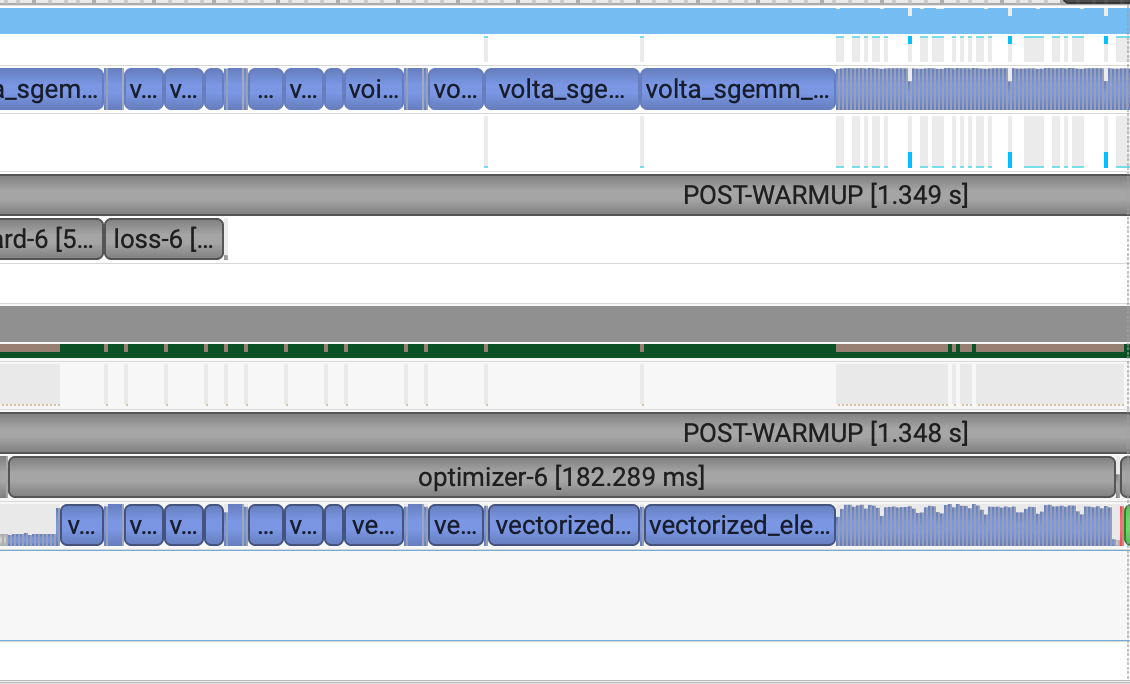 a_sgem... v... v... ... v... voi... vo... volta_sge... volta_sgemm_...
POST-WARMUP [1.349 s]
ard-6 [5... loss-6 [...
POST-WARMUP [1.348 s]
optimizer-6 [182.289 ms]
v... v... v... ... v... ve... ve... vectorized... vectorized_ele...